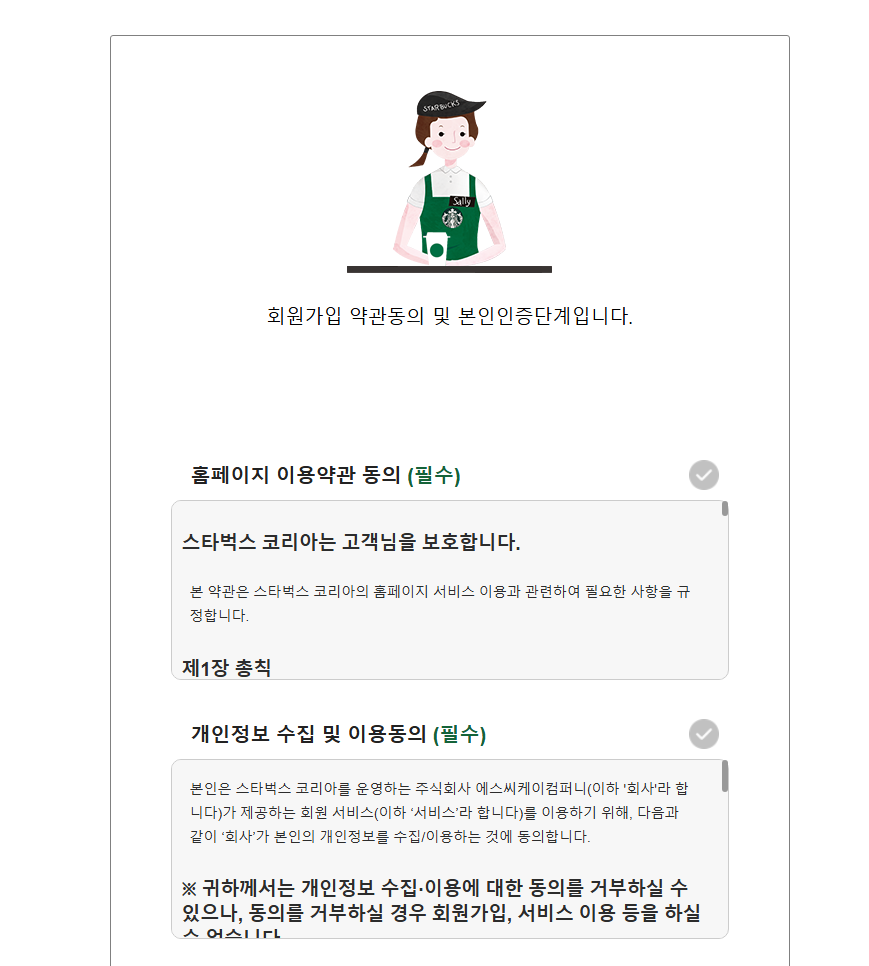 STARBUCKS
Sally
회원가입 약관동의 및 본인인증단계입니다.
홈페이지 이용약관 동의 (필수)
스타벅스 코리아는 고객님을 보호합니다.
본 약관은 스타벅스 코리아의 홈페이지 서비스 이용과 관련하여 필요한 사항을 규
정합니다.
제1장 총칙
개인정보 수집 및 이용동의 (필수)
본인은 스타벅스 코리아를 운영하는 주식회사 에스씨케이컴퍼니(이하 '회사'라 합
니다)가 제공하는 회원 서비스(이하 ‘서비스’라 합니다)를 이용하기 위해, 다음과
같이 ‘회사’가 본인의 개인정보를 수집/이용하는 것에 동의합니다.
※ 귀하께서는 개인정보 수집·이용에 대한 동의를 거부하실 수
있으나, 동의를 거부하실 경우 회원가입, 서비스 이용 등을 하실
수 없습니다